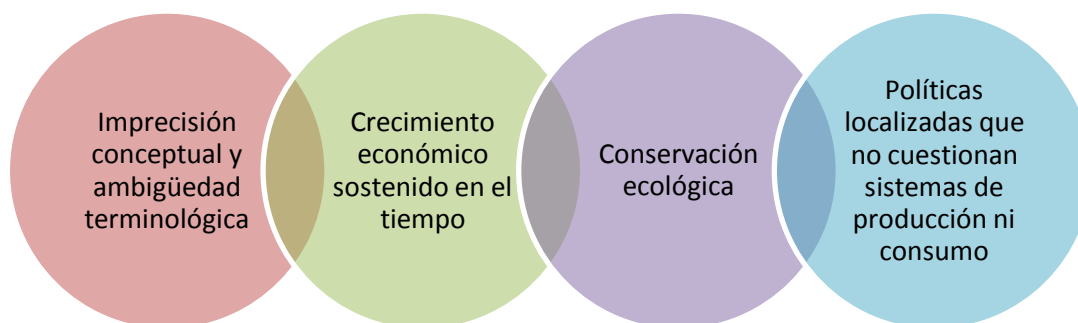 Imprecisión
conceptual y
ambigüedad
terminológica
Crecimiento
económico
sostenido en el
tiempo
Conservación
ecológica
Políticas
localizadas que
no cuestionan
sistemas de
producción ni
consumo